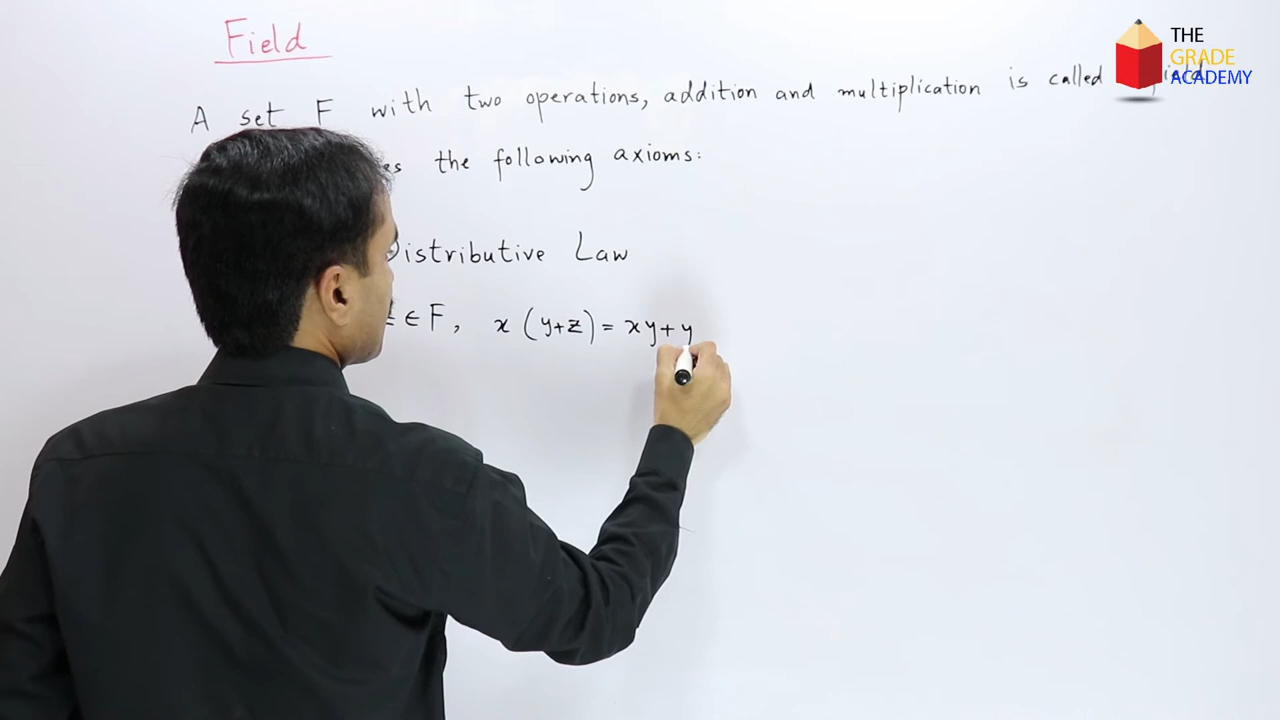 Field
THE
GRADE
ACADEMY
A set F with two operations, addition and multiplication is called
the following axioms:
Distributive Law
∈ F, x (y+z) = xy+y